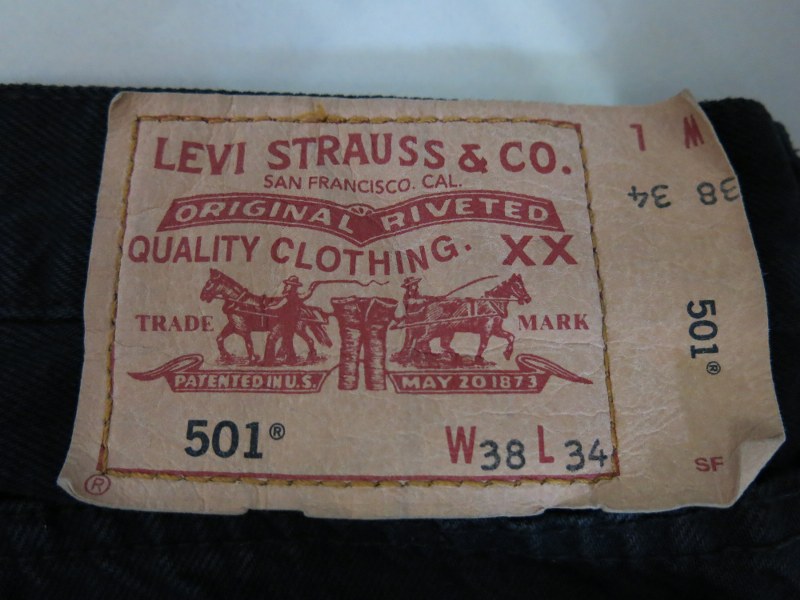 LEVI STRAUSS & CO.
SAN FRANCISCO. CAL.
ORIGINAL RIVETED
QUALITY CLOTHING. XX
TRADE MARK
PATENTED IN U.S. MAY 20 1873
501®
W38 L34
®
W L
38 34
501®
SF